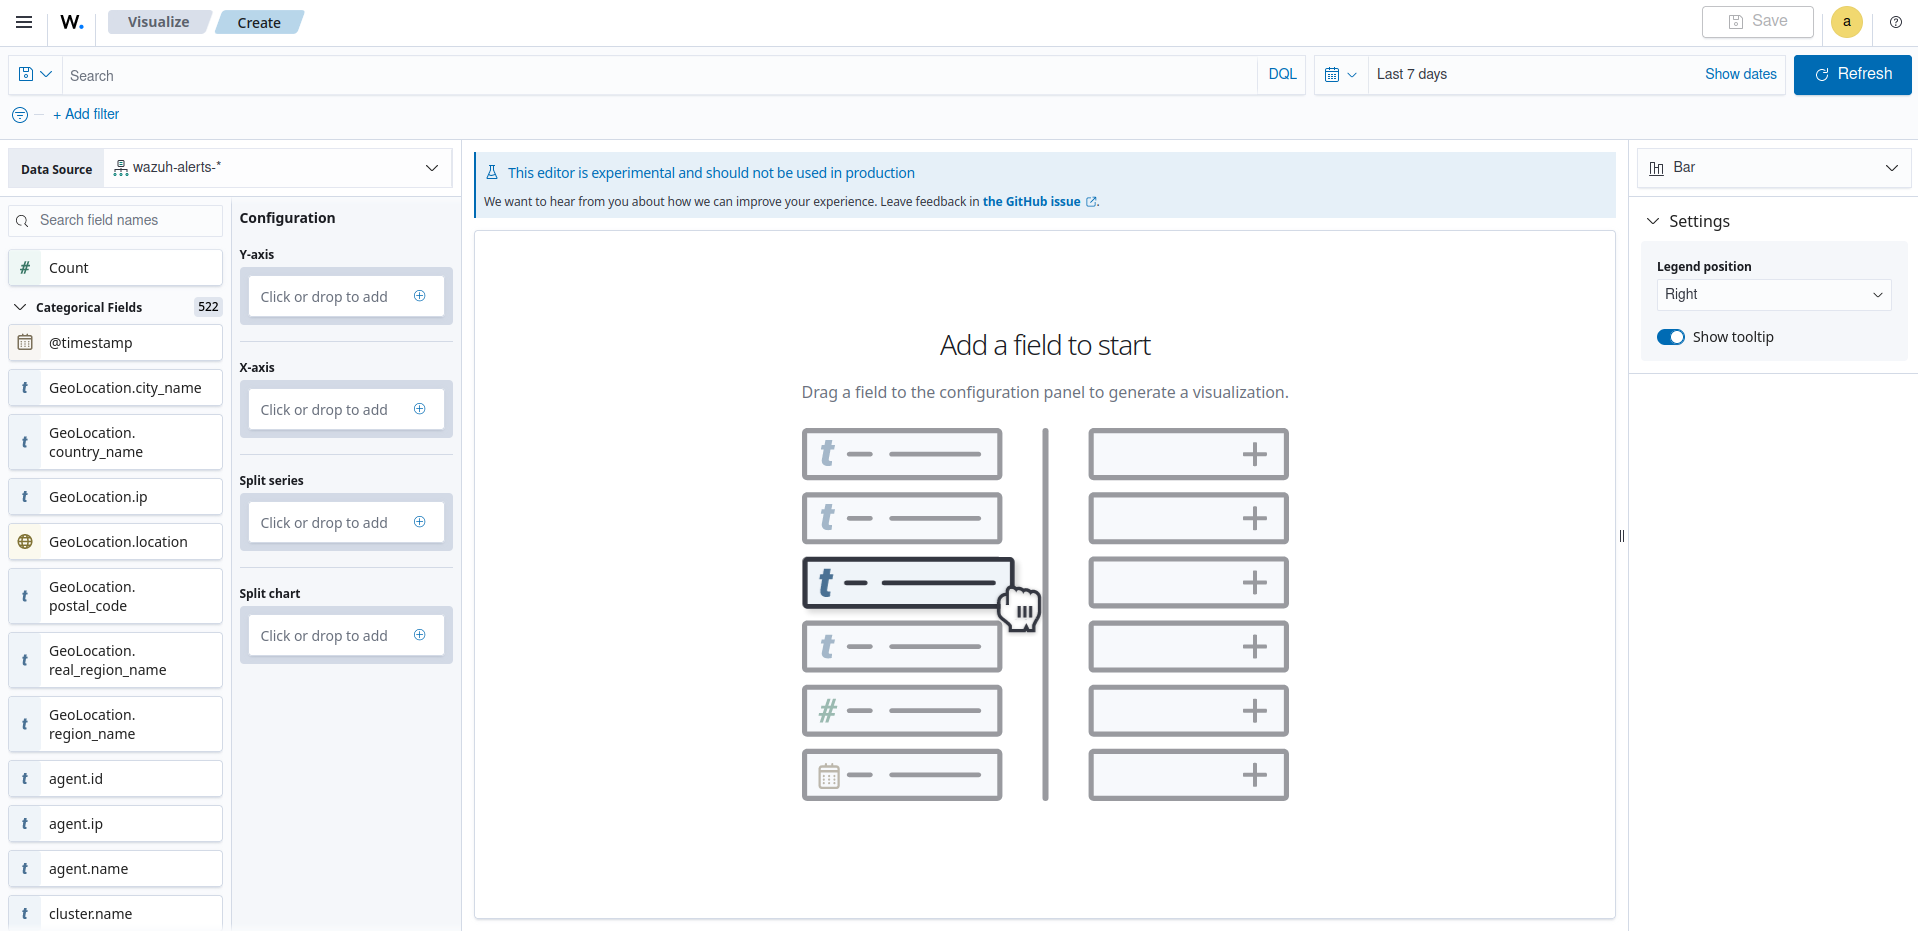 W.
Visualize
Create
Save
a
Search
DQL
Last 7 days
Show dates
Refresh
+ Add filter
Data Source
wazuh-alerts-*
Search field names
# Count
Categorical Fields
522
@timestamp
t GeoLocation.city_name
t GeoLocation.
country_name
t GeoLocation.ip
GeoLocation.location
t GeoLocation.
postal_code
t GeoLocation.
real_region_name
t GeoLocation.
region_name
t agent.id
t agent.ip
t agent.name
t cluster.name
Configuration
Y-axis
Click or drop to add
X-axis
Click or drop to add
Split series
Click or drop to add
Split chart
Click or drop to add
This editor is experimental and should not be used in production
We want to hear from you about how we can improve your experience. Leave feedback in the GitHub issue.
Add a field to start
Drag a field to the configuration panel to generate a visualization.
t
t
t
t
#
Bar
Settings
Legend position
Right
Show tooltip